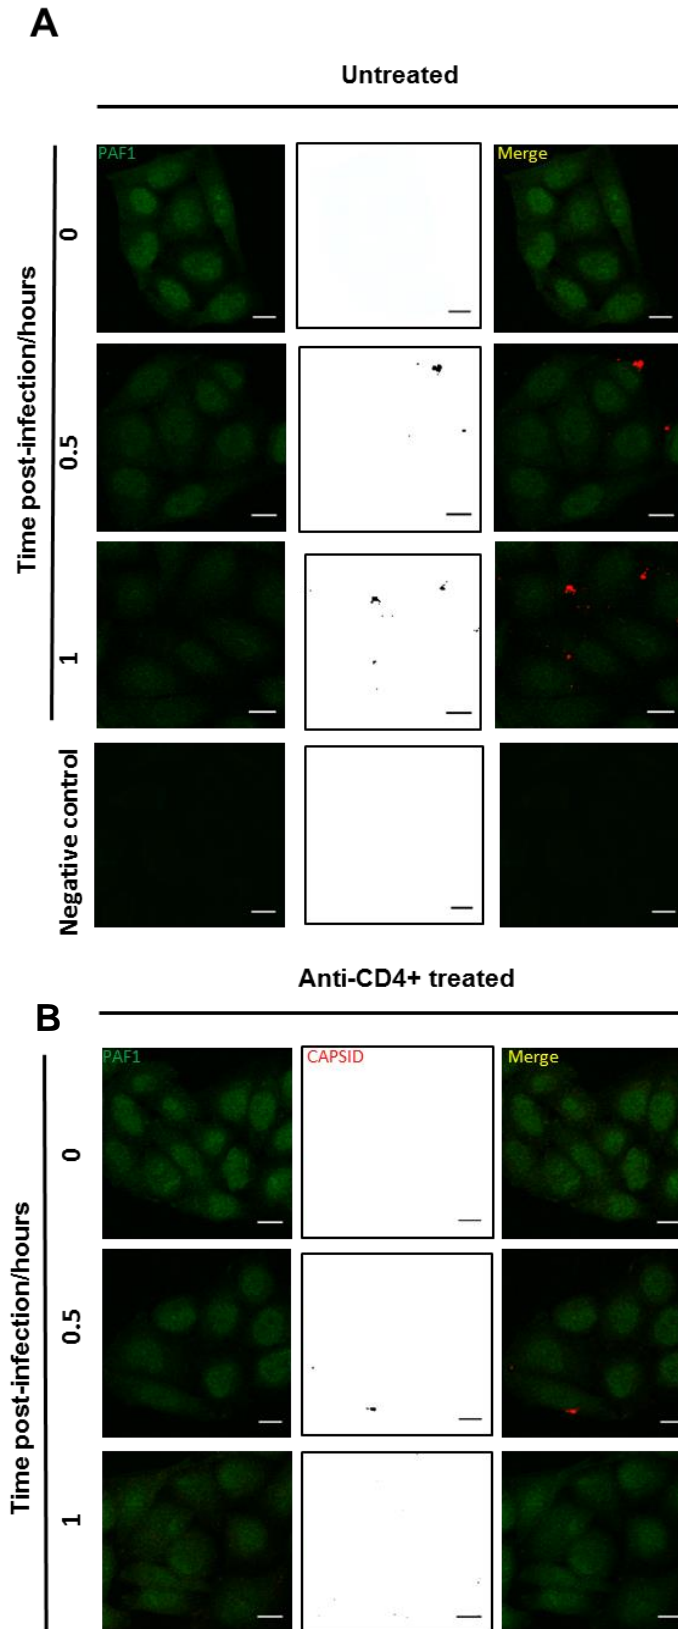 A
Untreated
Time post-infection/hours
PAF1
Merge
0
0.5
1
Negative control
Anti-CD4+ treated
B
Time post-infection/hours
PAF1
CAPSID
Merge
0
0.5
1